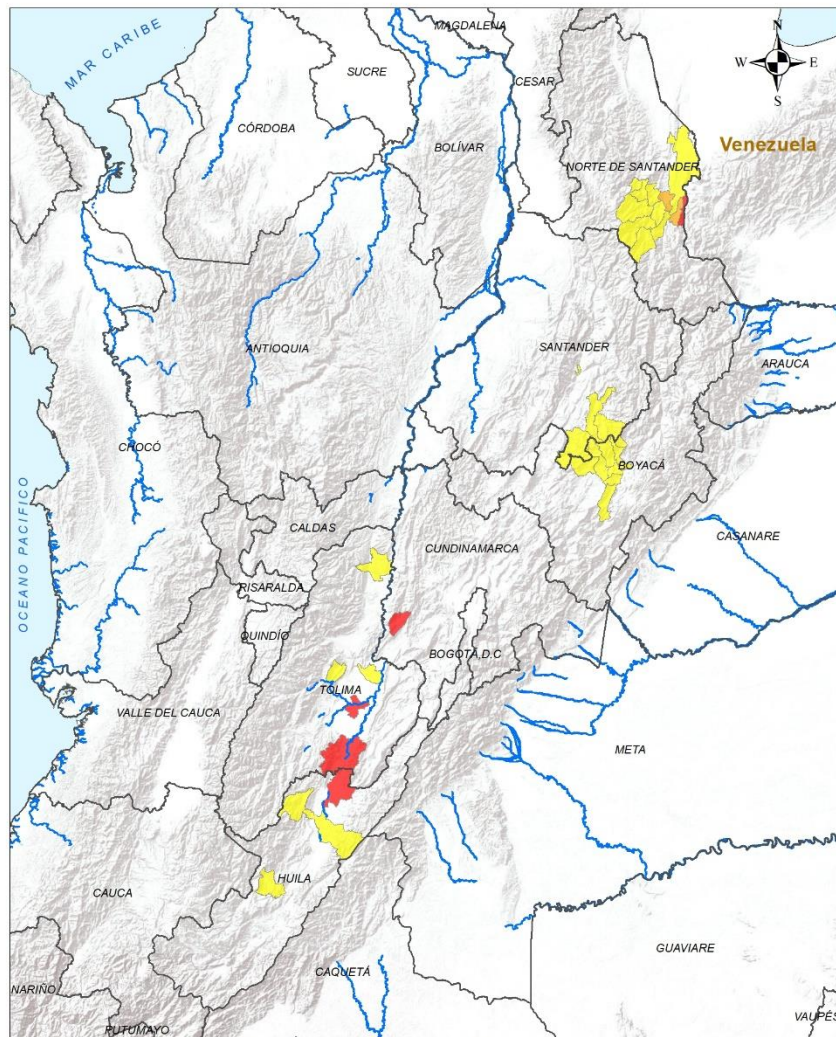 MAGDALENA
N
MAR CARIBE
SUCRE
CESAR
W
E
S
CÓRDOBA
BOLÍVAR
Venezuela
NORTE DE SANTANDER
ANTIOQUIA
SANTANDER
ARAUCA
CHOCÓ
BOYACÁ
OCEANO PACIFICO
CALDAS
CUNDINAMARCA
CASANARE
RISARALDA
QUINDÍO
BOGOTÁ, D.C
TOLIMA
VALLE DEL CAUCA
META
HUILA
CAUCA
GUAVIARE
CAQUETÁ
NARIÑO
VAUPÉS
PUTUMAYO